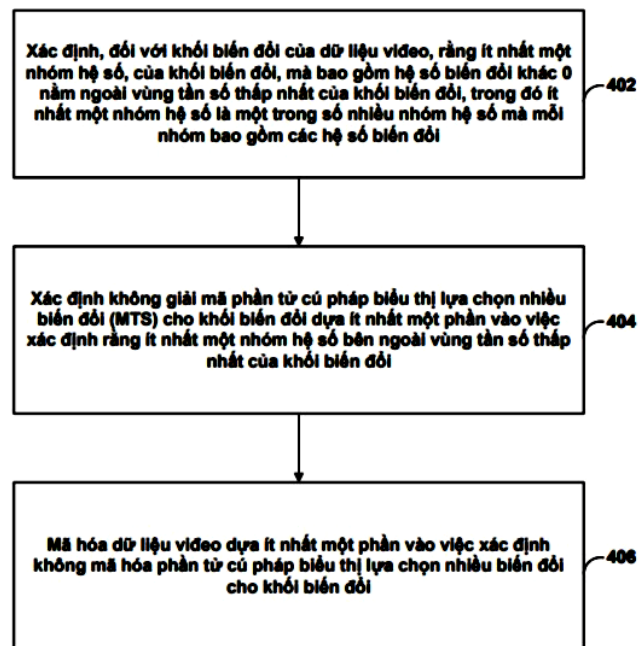 Xác định, đối với khối biến đổi của dữ liệu video, rằng ít nhất một
nhóm hệ số, của khối biến đổi, mà bao gồm hệ số biến đổi khác 0
nằm ngoài vùng tần số thấp nhất của khối biến đổi, trong đó ít
nhất một nhóm hệ số là một trong số nhiều nhóm hệ số mà mỗi
nhóm bao gồm các hệ số biến đổi
402
Xác định không giải mã phần tử cú pháp biểu thị lựa chọn nhiều
biến đổi (MTS) cho khối biến đổi dựa ít nhất một phần vào việc
xác định rằng ít nhất một nhóm hệ số bên ngoài vùng tần số thấp
nhất của khối biến đổi
404
Mã hóa dữ liệu video dựa ít nhất một phần vào việc xác định
không mã hóa phần tử cú pháp biểu thị lựa chọn nhiều biến đổi
cho khối biến đổi
406